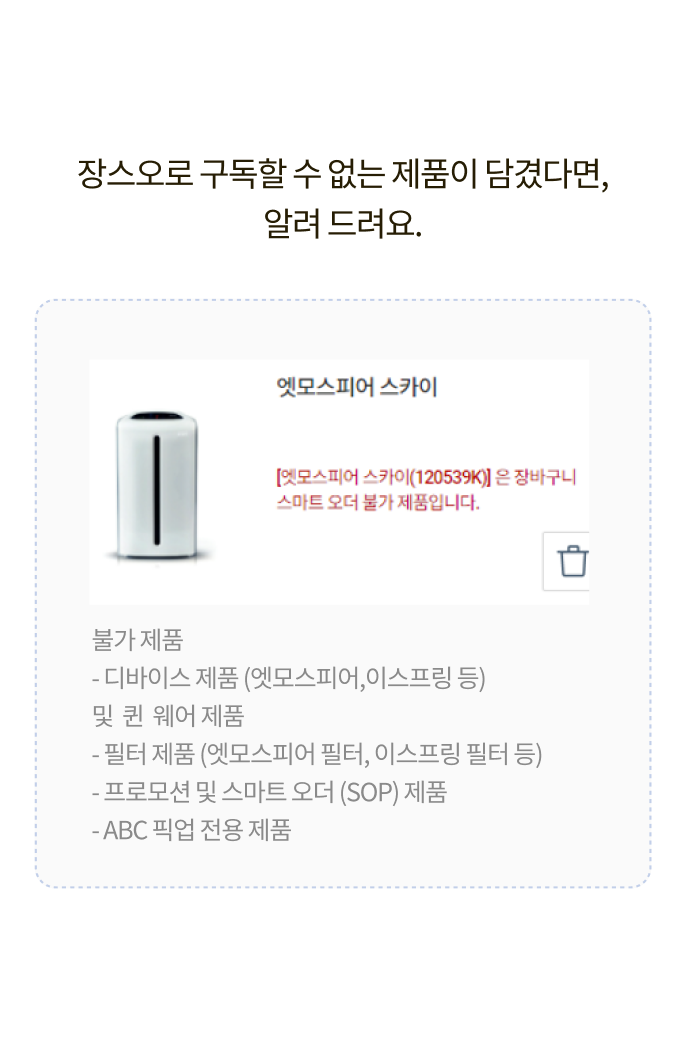 장스오로 구독할 수 없는 제품이 담겼다면,
알려 드려요.
엣모스피어 스카이
[엣모스피어 스카이(120539K)] 은 장바구니
스마트 오더 불가 제품입니다.
불가 제품
- 디바이스 제품 (엣모스피어,이스프링 등)
및 퀸 웨어 제품
- 필터 제품 (엣모스피어 필터, 이스프링 필터 등)
- 프로모션 및 스마트 오더 (SOP) 제품
- ABC 픽업 전용 제품